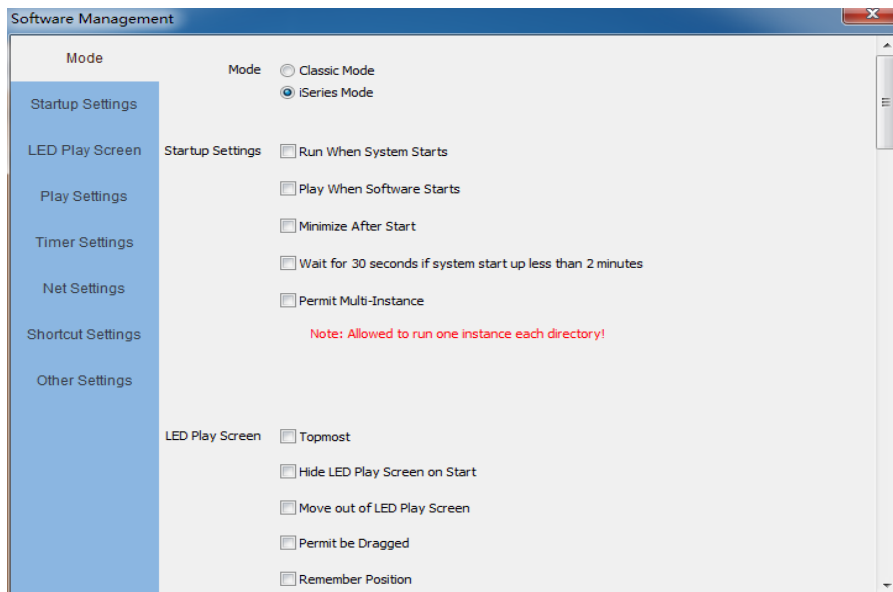 Software Management
Mode
Startup Settings
LED Play Screen
Play Settings
Timer Settings
Net Settings
Shortcut Settings
Other Settings
Mode
Classic Mode
iSeries Mode
Startup Settings
Run When System Starts
Play When Software Starts
Minimize After Start
Wait for 30 seconds if system start up less than 2 minutes
Permit Multi-Instance
Note: Allowed to run one instance each directory!
LED Play Screen
Topmost
Hide LED Play Screen on Start
Move out of LED Play Screen
Permit be Dragged
Remember Position